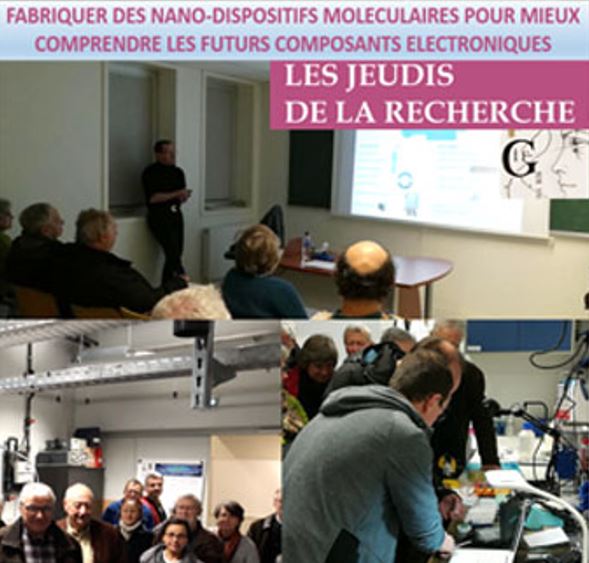 FABRIQUER DES NANO-DISPOSITIFS MOLECULAIRES POUR MIEUX
COMPRENDRE LES FUTURS COMPOSANTS ELECTRONIQUES
LES JEUDIS
DE LA RECHERCHE
G